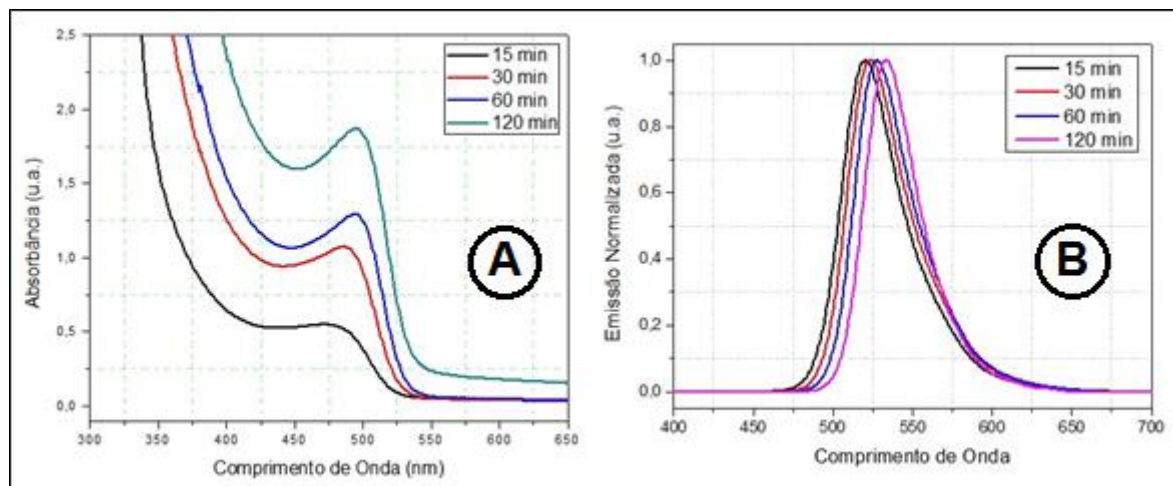 2,5
2,0
1,5
1,0
0,5
0,0
Absorbância (u.a.)
15 min
30 min
60 min
120 min
A
300 350 400 450 500 550 600 650
Comprimento de Onda (nm)
1,0
0,8
0,6
0,4
0,2
0,0
Emissão Normalizada (u.a.)
15 min
30 min
60 min
120 min
B
400 450 500 550 600 650 700
Comprimento de Onda